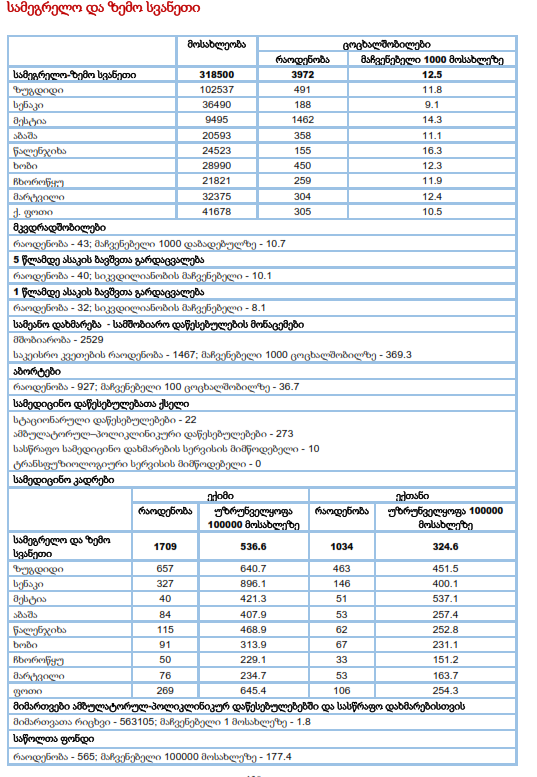 სამეგრელო და ზემო სვანეთი
მოსახლეობა ცოცხალშობილები
რაოდენობა მაჩვენებელი 1000 მოსახლეზე
სამეგრელო-ზემო სვანეთი 318500 3972 12.5
ზუგდიდი 102537 491 11.8
სენაკი 36490 188 9.1
მესტია 9495 1462 14.3
აბაშა 20593 358 11.1
წალენჯიხა 24523 155 16.3
ხობი 28990 450 12.3
ჩხოროწყუ 21821 259 11.9
მარტვილი 32375 304 12.4
ქ. ფოთი 41678 305 10.5
მკვდრადშობილები
რაოდენობა - 43; მაჩვენებელი 1000 დაბადებულზე - 10.7
5 წლამდე ასაკის ბავშვთა გარდაცვალება
რაოდენობა - 40; სიკვდილიანობის მაჩვენებელი - 10.1
1 წლამდე ასაკის ბავშვთა გარდაცვალება
რაოდენობა - 32; სიკვდილიანობის მაჩვენებელი - 8.1
სამეანო დახმარება - სამშობიარო დაწესებულების მონაცემები
მშობიარობა - 2529
საკეისრო კვეთების რაოდენობა - 1467; მაჩვენებელი 1000 ცოცხალშობილზე - 369.3
აბორტები
რაოდენობა - 927; მაჩვენებელი 100 ცოცხალშობილზე - 36.7
სამედიცინო დაწესებულებათა ქსელი
სტაციონარული დაწესებულებები - 22
ამბულატორულ–პოლიკლინიკური დაწესებულებები - 273
სასწრაფო სამედიცინო დახმარების სერვისის მიმწოდებელი - 10
ტრანსფუზიოლოგიური სერვისის მიმწოდებელი - 0
სამედიცინო კადრები
ექიმი ექთანი
რაოდენობა უზრუნველყოფა 100000 მოსახლეზე რაოდენობა უზრუნველყოფა 100000 მოსახლეზე
სამეგრელო და ზემო სვანეთი 1709 536.6 1034 324.6
ზუგდიდი 657 640.7 463 451.5
სენაკი 327 896.1 146 400.1
მესტია 40 421.3 51 537.1
აბაშა 84 407.9 53 257.4
წალენჯიხა 115 468.9 62 252.8
ხობი 91 313.9 67 231.1
ჩხოროწყუ 50 229.1 33 151.2
მარტვილი 76 234.7 53 163.7
ფოთი 269 645.4 106 254.3
მიმართვები ამბულატორულ-პოლიკლინიკურ დაწესებულებებში და სასწრაფო დახმარებისთვის
მიმართვათა რიცხვი - 563105; მაჩვენებელი 1 მოსახლეზე - 1.8
საწოლთა ფონდი
რაოდენობა - 565; მაჩვენებელი 100000 მოსახლეზე - 177.4